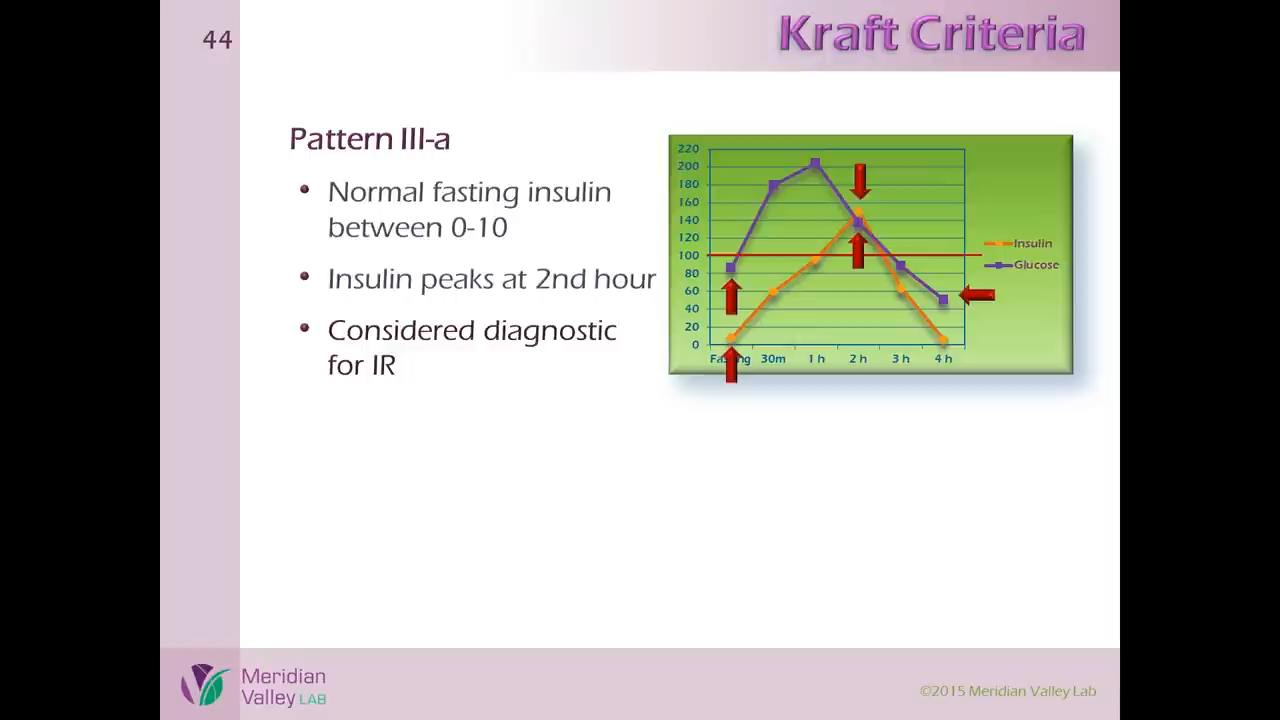 44
Kraft Criteria
Pattern III-a
• Normal fasting insulin
between 0-10
• Insulin peaks at 2nd hour
• Considered diagnostic
for IR
220
200
180
160
140
120
100
80
60
40
20
0
30m 1 h 2 h 3 h 4 h
Insulin
Glucose
Meridian
Valley LAB
©2015 Meridian Valley Lab